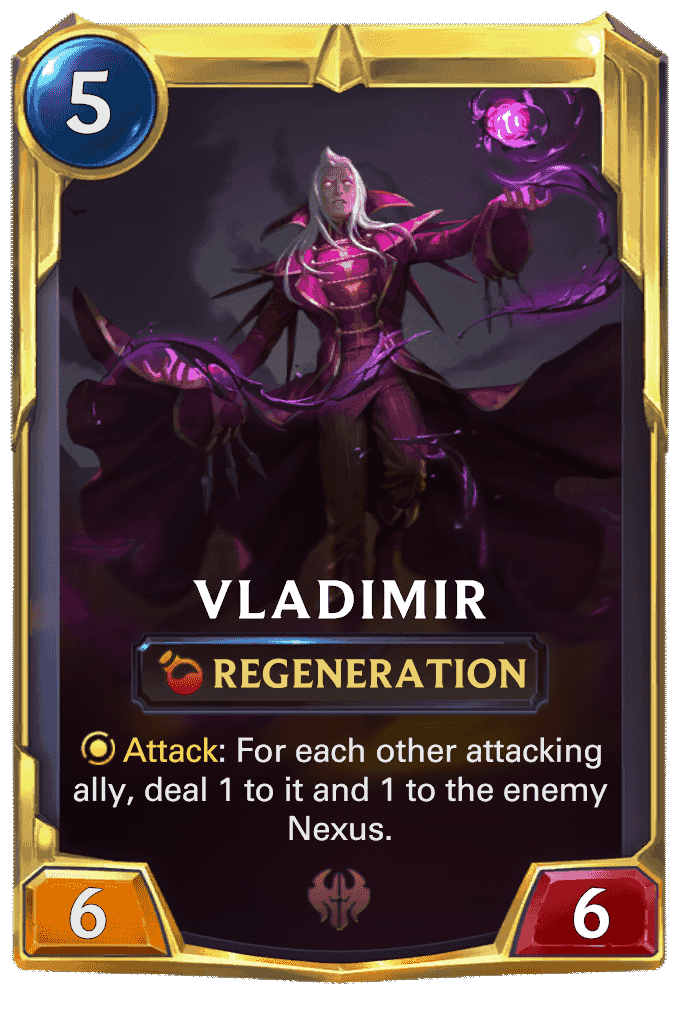 5
VLADIMIR
REGENERATION
Attack: For each other attacking
ally, deal 1 to it and 1 to the enemy
Nexus.
6
6